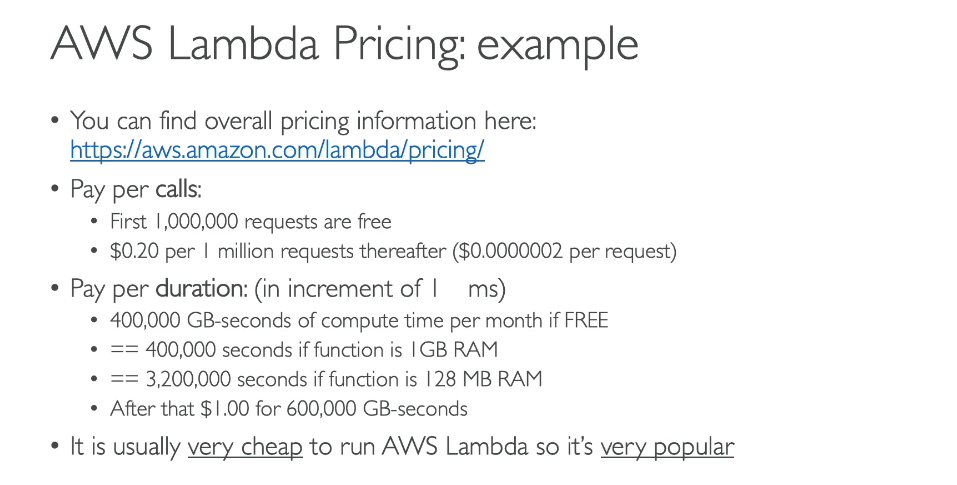 AWS Lambda Pricing: example
• You can find overall pricing information here:
https://aws.amazon.com/lambda/pricing/
• Pay per calls:
• First 1,000,000 requests are free
• $0.20 per 1 million requests thereafter ($0.0000002 per request)
• Pay per duration: (in increment of 1 ms)
• 400,000 GB-seconds of compute time per month if FREE
• == 400,000 seconds if function is 1GB RAM
• == 3,200,000 seconds if function is 128 MB RAM
• After that $1.00 for 600,000 GB-seconds
• It is usually very cheap to run AWS Lambda so it's very popular